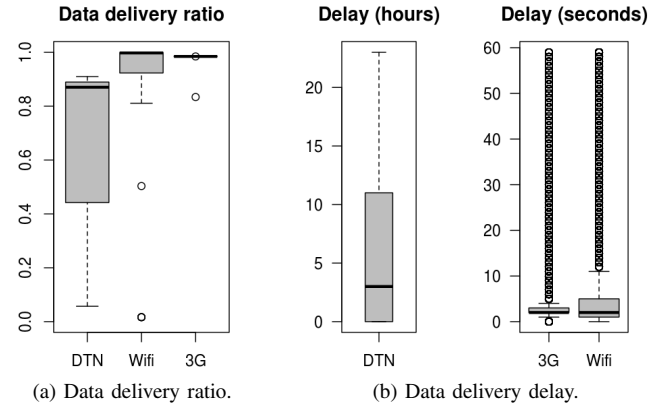 Data delivery ratio
1.0
0.8
0.6
0.4
0.2
0.0
DTN Wifi 3G
(a) Data delivery ratio.
Delay (hours)
20
15
10
5
0
DTN
Delay (seconds)
60
50
40
30
20
10
0
3G Wifi
(b) Data delivery delay.